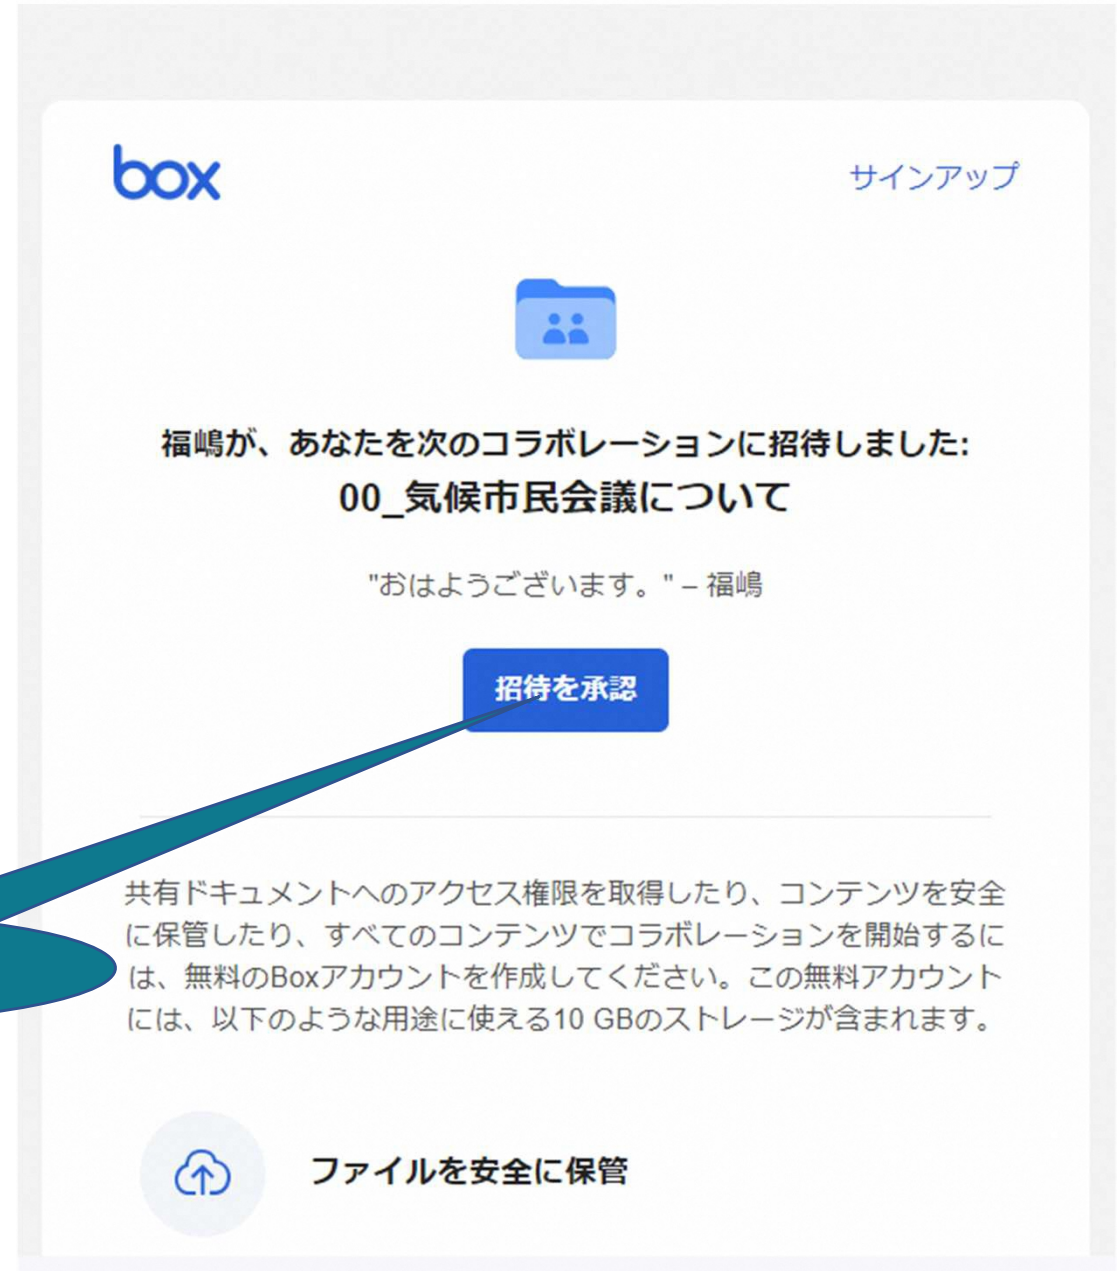 box
サインアップ
福嶋が、あなたを次のコラボレーションに招待しました:
00_気候市民会議について
"おはようございます。" – 福嶋
招待を承認
共有ドキュメントへのアクセス権限を取得したり、コンテンツを安全
に保管したり、すべてのコンテンツでコラボレーションを開始するに
は、無料のBoxアカウントを作成してください。この無料アカウント
には、以下のような用途に使える10 GBのストレージが含まれます。
ファイルを安全に保管